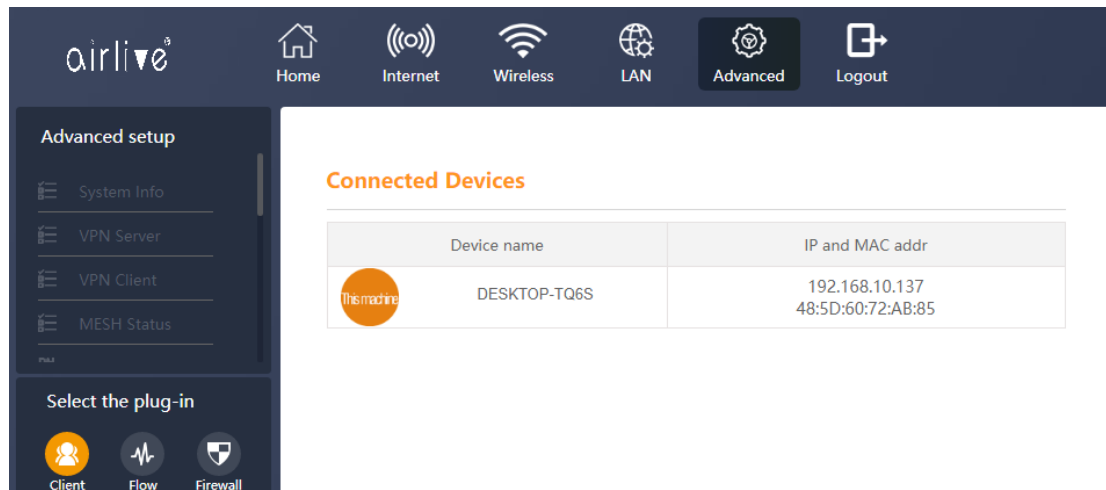 airlive®
Home
Internet
Wireless
LAN
Advanced
Logout
Advanced setup
System Info
VPN Server
VPN Client
MESH Status
Select the plug-in
Client
Flow
Firewall
Connected Devices
Device name
IP and MAC addr
This machine
DESKTOP-TQ6S
192.168.10.137
48:5D:60:72:AB:85